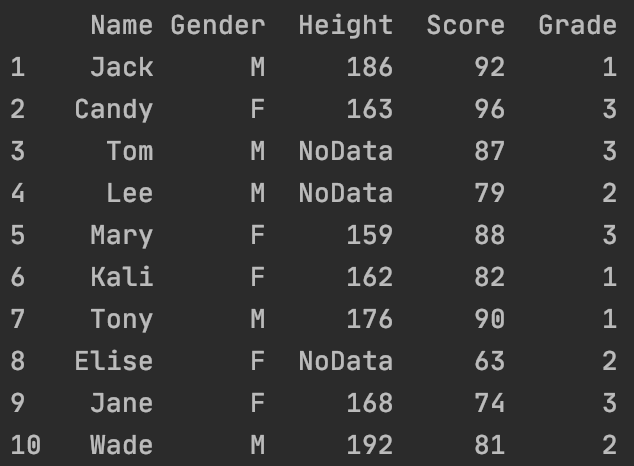 Name Gender Height Score Grade
1 Jack M 186 92 1
2 Candy F 163 96 3
3 Tom M NoData 87 3
4 Lee M NoData 79 2
5 Mary F 159 88 3
6 Kali F 162 82 1
7 Tony M 176 90 1
8 Elise F NoData 63 2
9 Jane F 168 74 3
10 Wade M 192 81 2